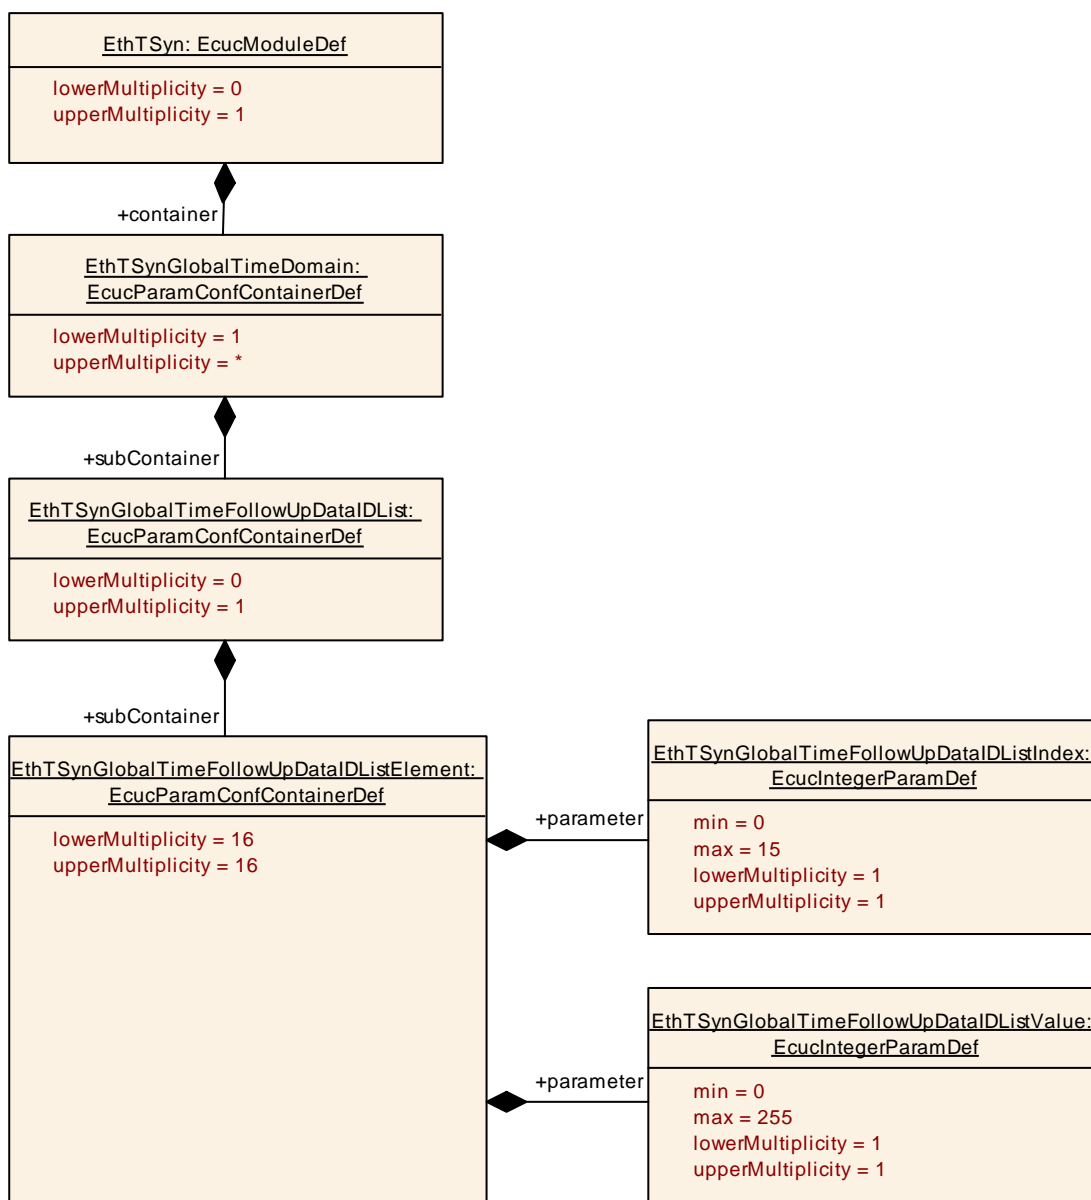 EthTSyn: EcucModuleDef
lowerMultiplicity = 0
upperMultiplicity = 1
+container
EthTSynGlobalTimeDomain:
EcucParamConfContainerDef
lowerMultiplicity = 1
upperMultiplicity = *
+subContainer
EthTSynGlobalTimeFollowUpDataIDList:
EcucParamConfContainerDef
lowerMultiplicity = 0
upperMultiplicity = 1
+subContainer
EthTSynGlobalTimeFollowUpDataIDListElement:
EcucParamConfContainerDef
lowerMultiplicity = 16
upperMultiplicity = 16
+parameter
EthTSynGlobalTimeFollowUpDataIDListIndex:
EcucIntegerParamDef
min = 0
max = 15
lowerMultiplicity = 1
upperMultiplicity = 1
+parameter
EthTSynGlobalTimeFollowUpDataIDListValue:
EcucIntegerParamDef
min = 0
max = 255
lowerMultiplicity = 1
upperMultiplicity = 1